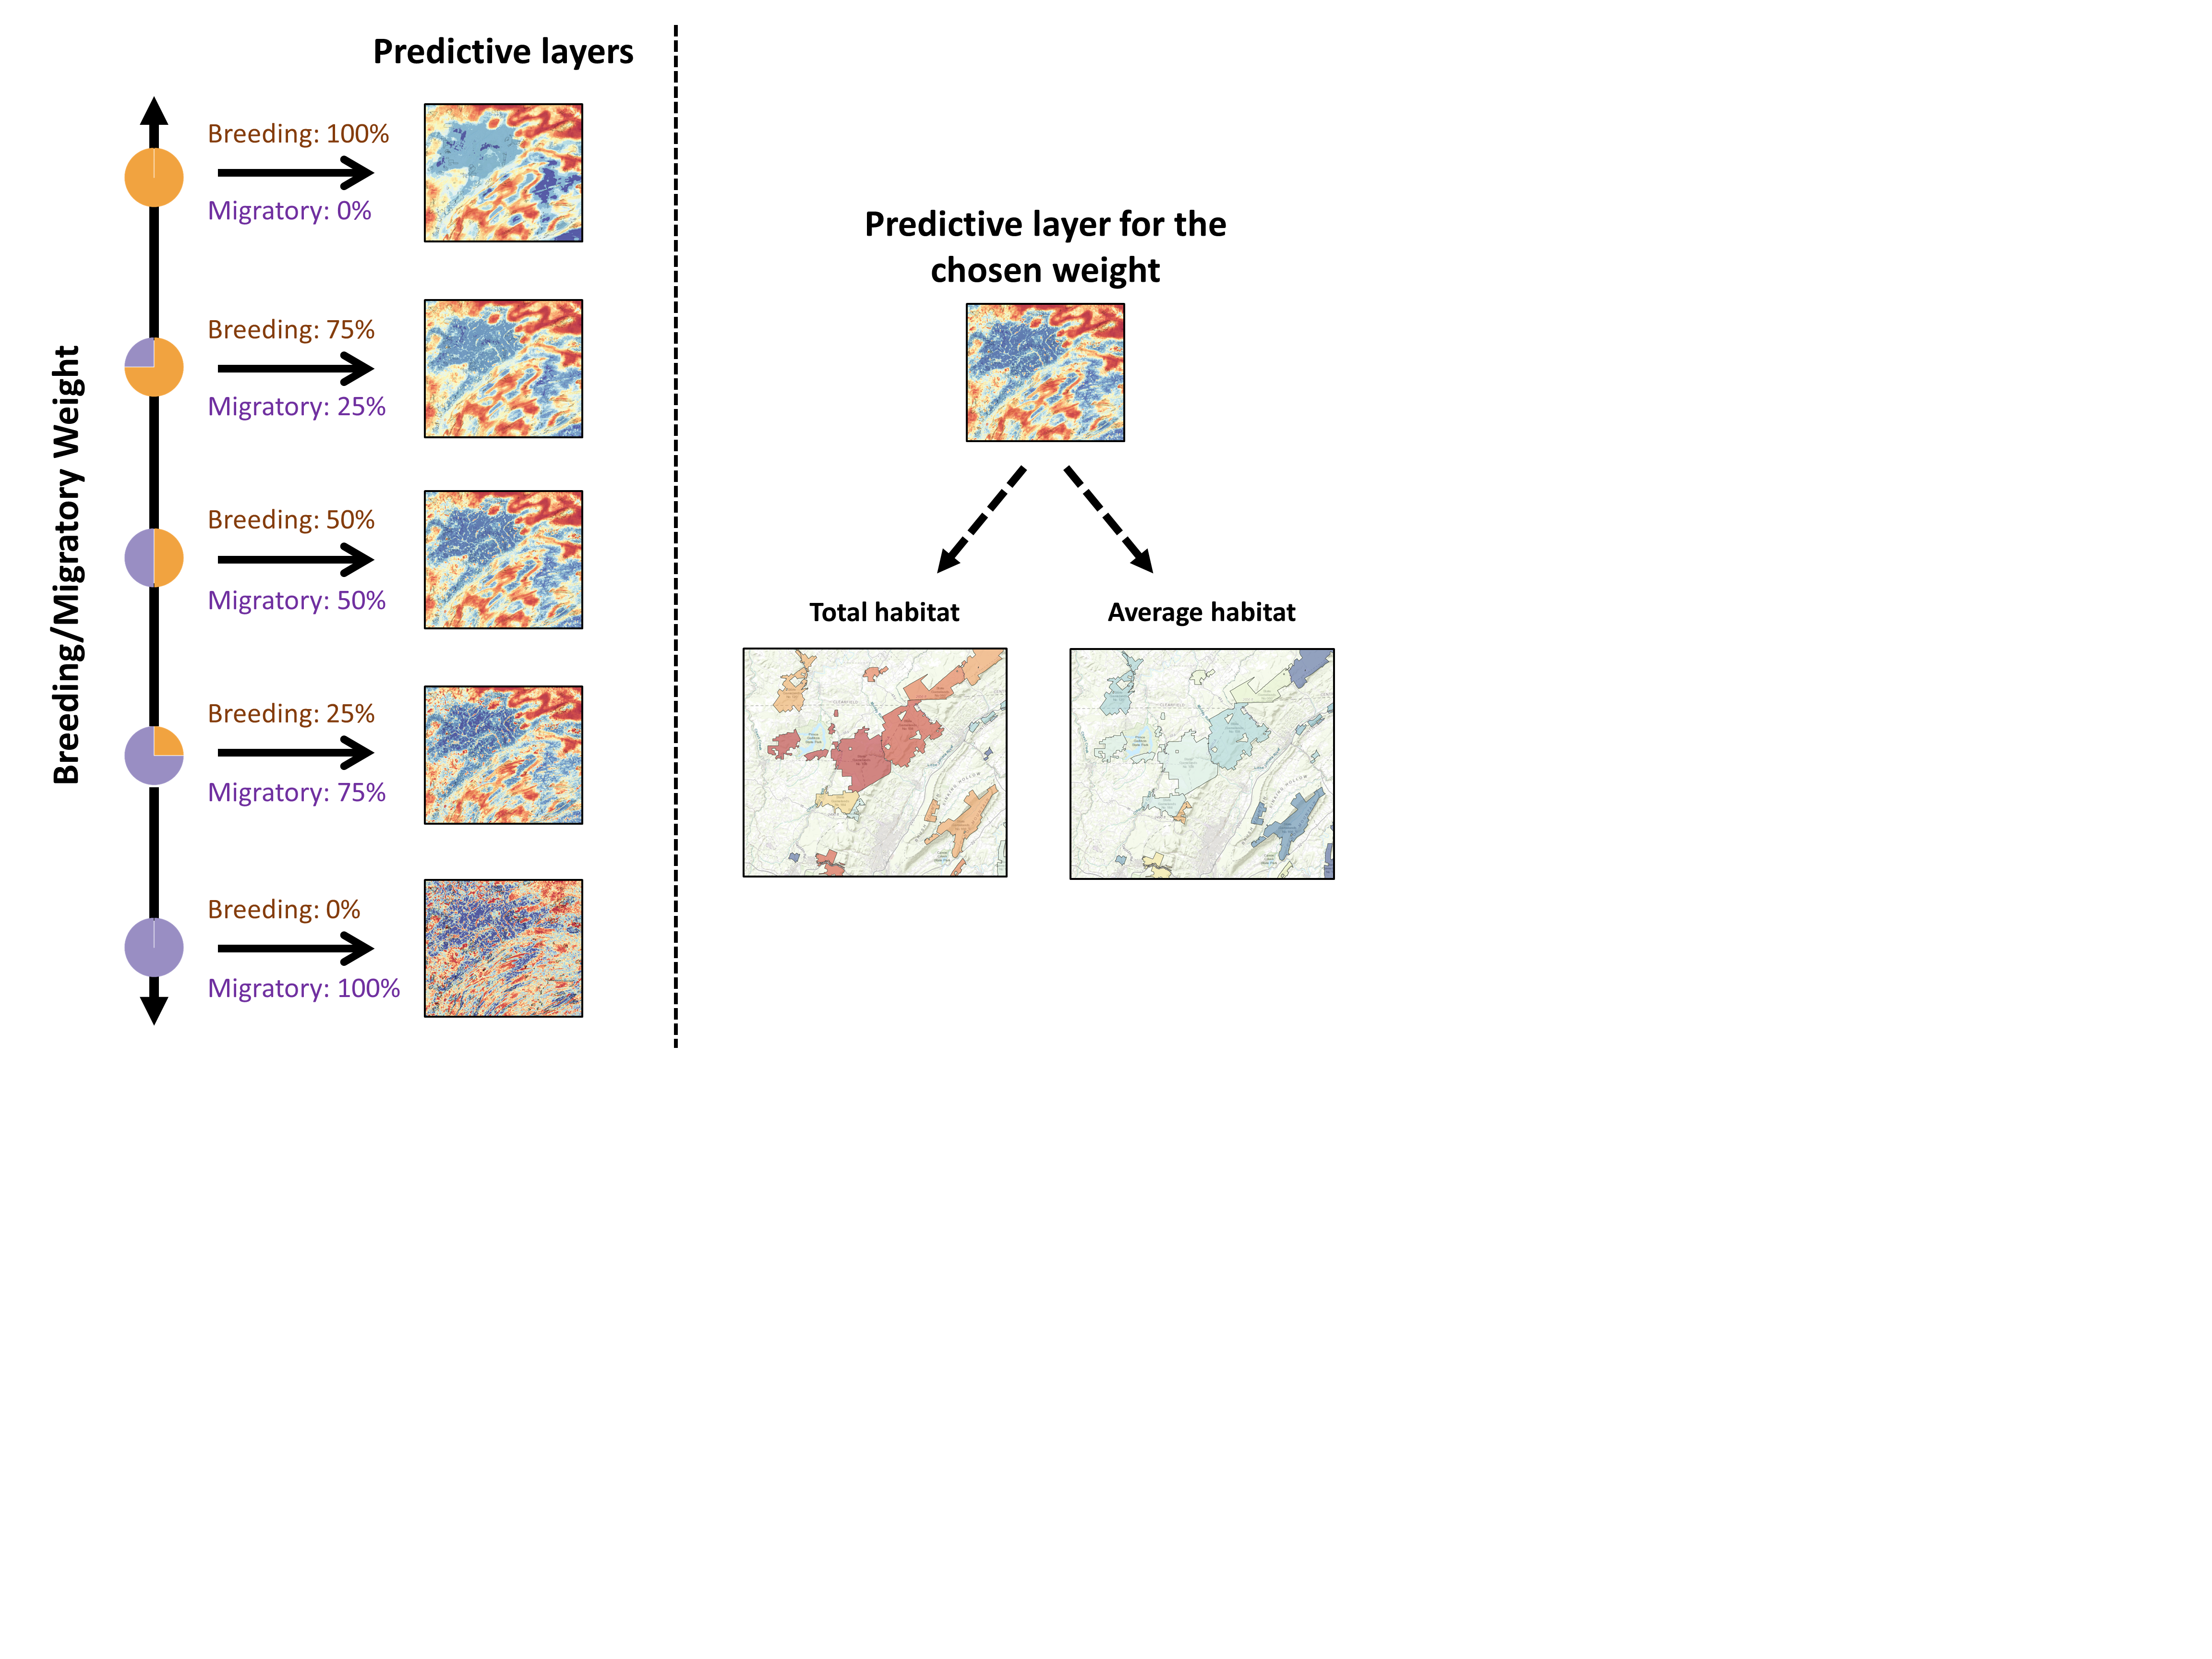 Predictive layers
Breeding/Migratory Weight
Breeding: 100%
Migratory: 0%
Breeding: 75%
Migratory: 25%
Breeding: 50%
Migratory: 50%
Breeding: 25%
Migratory: 75%
Breeding: 0%
Migratory: 100%
Predictive layer for the
chosen weight
Total habitat
Average habitat